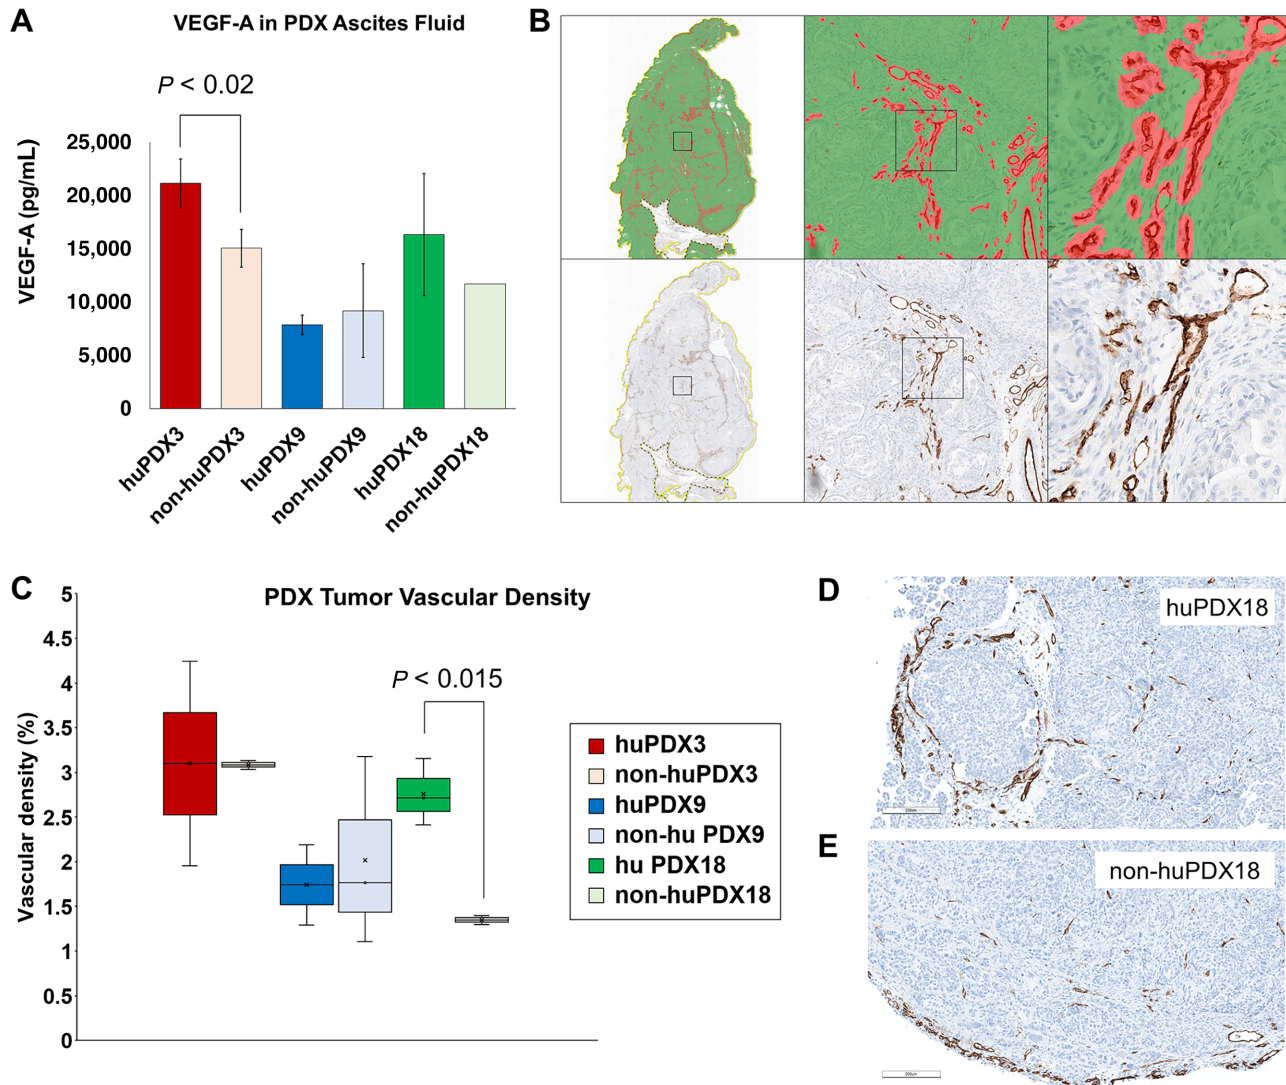 A
VEGF-A in PDX Ascites Fluid
P < 0.02
VEGF-A (pg/mL)
25,000
20,000
15,000
10,000
5,000
0
huPDX3
non-huPDX3
huPDX9
non-huPDX9
huPDX18
non-huPDX18
B
C
PDX Tumor Vascular Density
P < 0.015
Vascular density (%)
5
4.5
4
3.5
3
2.5
2
1.5
1
0.5
0
huPDX3
non-huPDX3
huPDX9
non-hu PDX9
hu PDX18
non-huPDX18
D
huPDX18
200μm
E
non-huPDX18
200μm